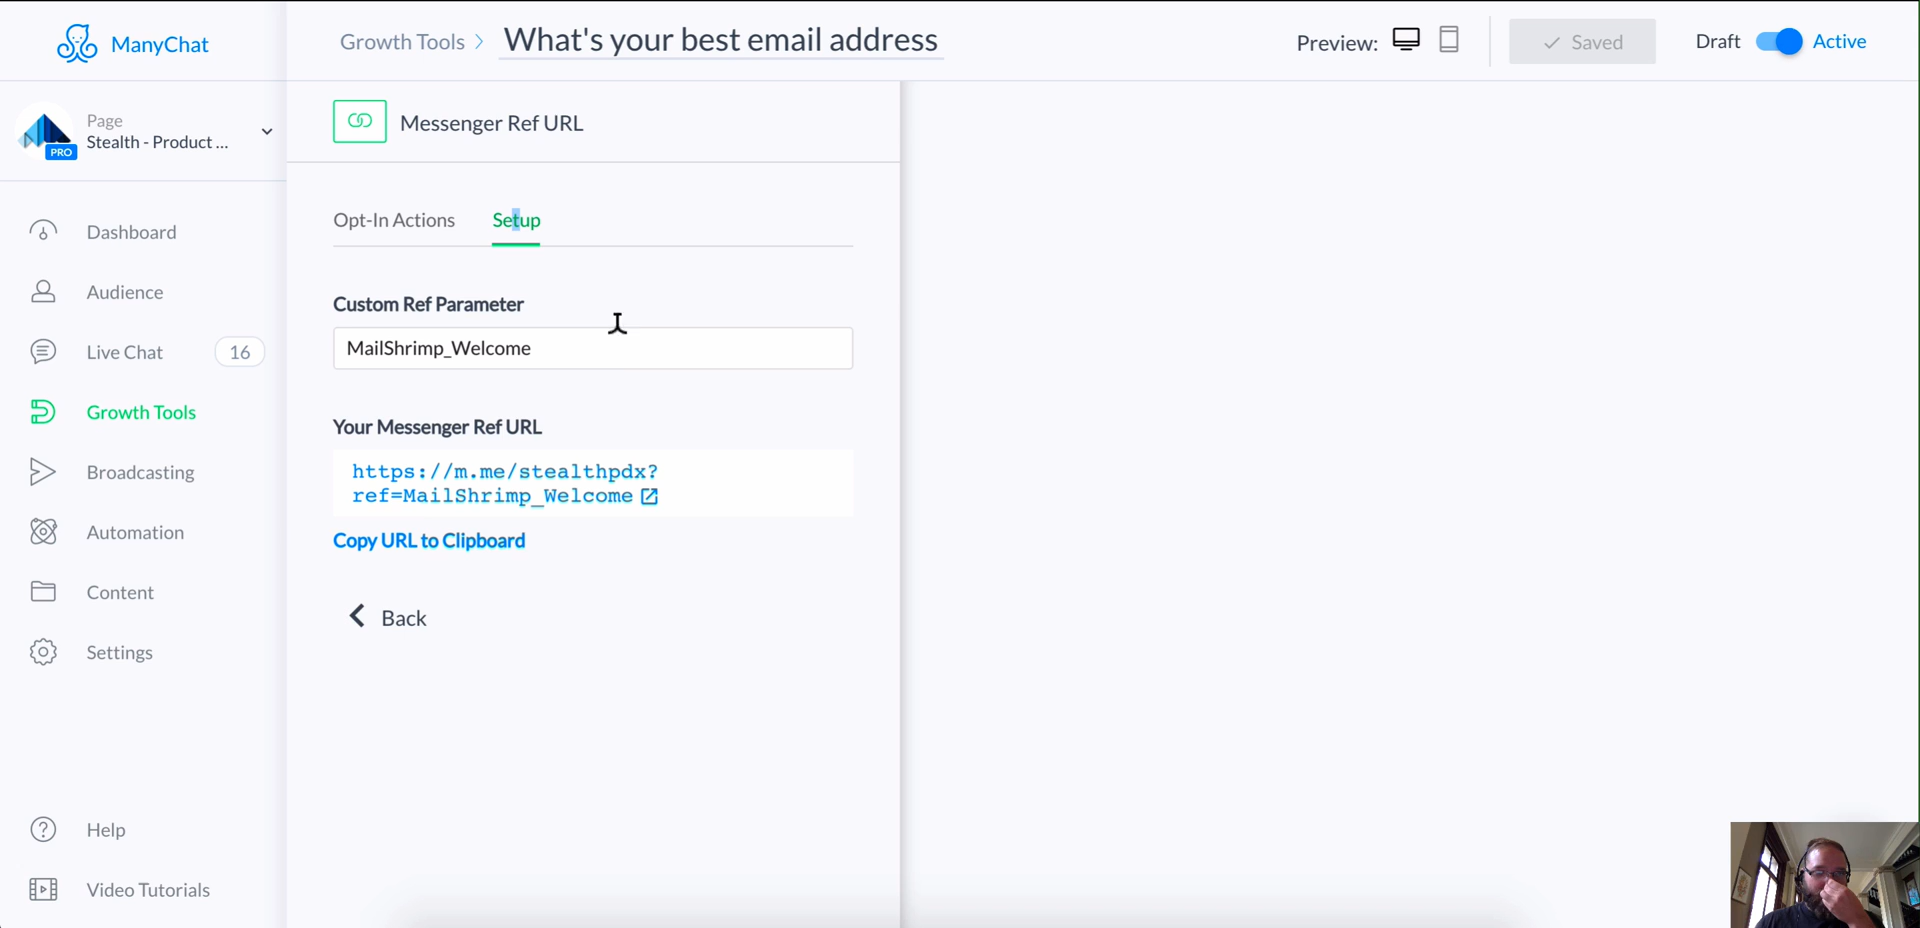 ManyChat
Growth Tools
What's your best email address
Preview:
Saved
Draft
Active
Page
Stealth - Product ...
PRO
Messenger Ref URL
Dashboard
Audience
Live Chat
16
Growth Tools
Broadcasting
Automation
Content
Settings
Help
Video Tutorials
Opt-In Actions
Setup
Custom Ref Parameter
MailShrimp_Welcome
Your Messenger Ref URL
https://m.me/stealthpdx?
ref=MailShrimp_Welcome
Copy URL to Clipboard
Back